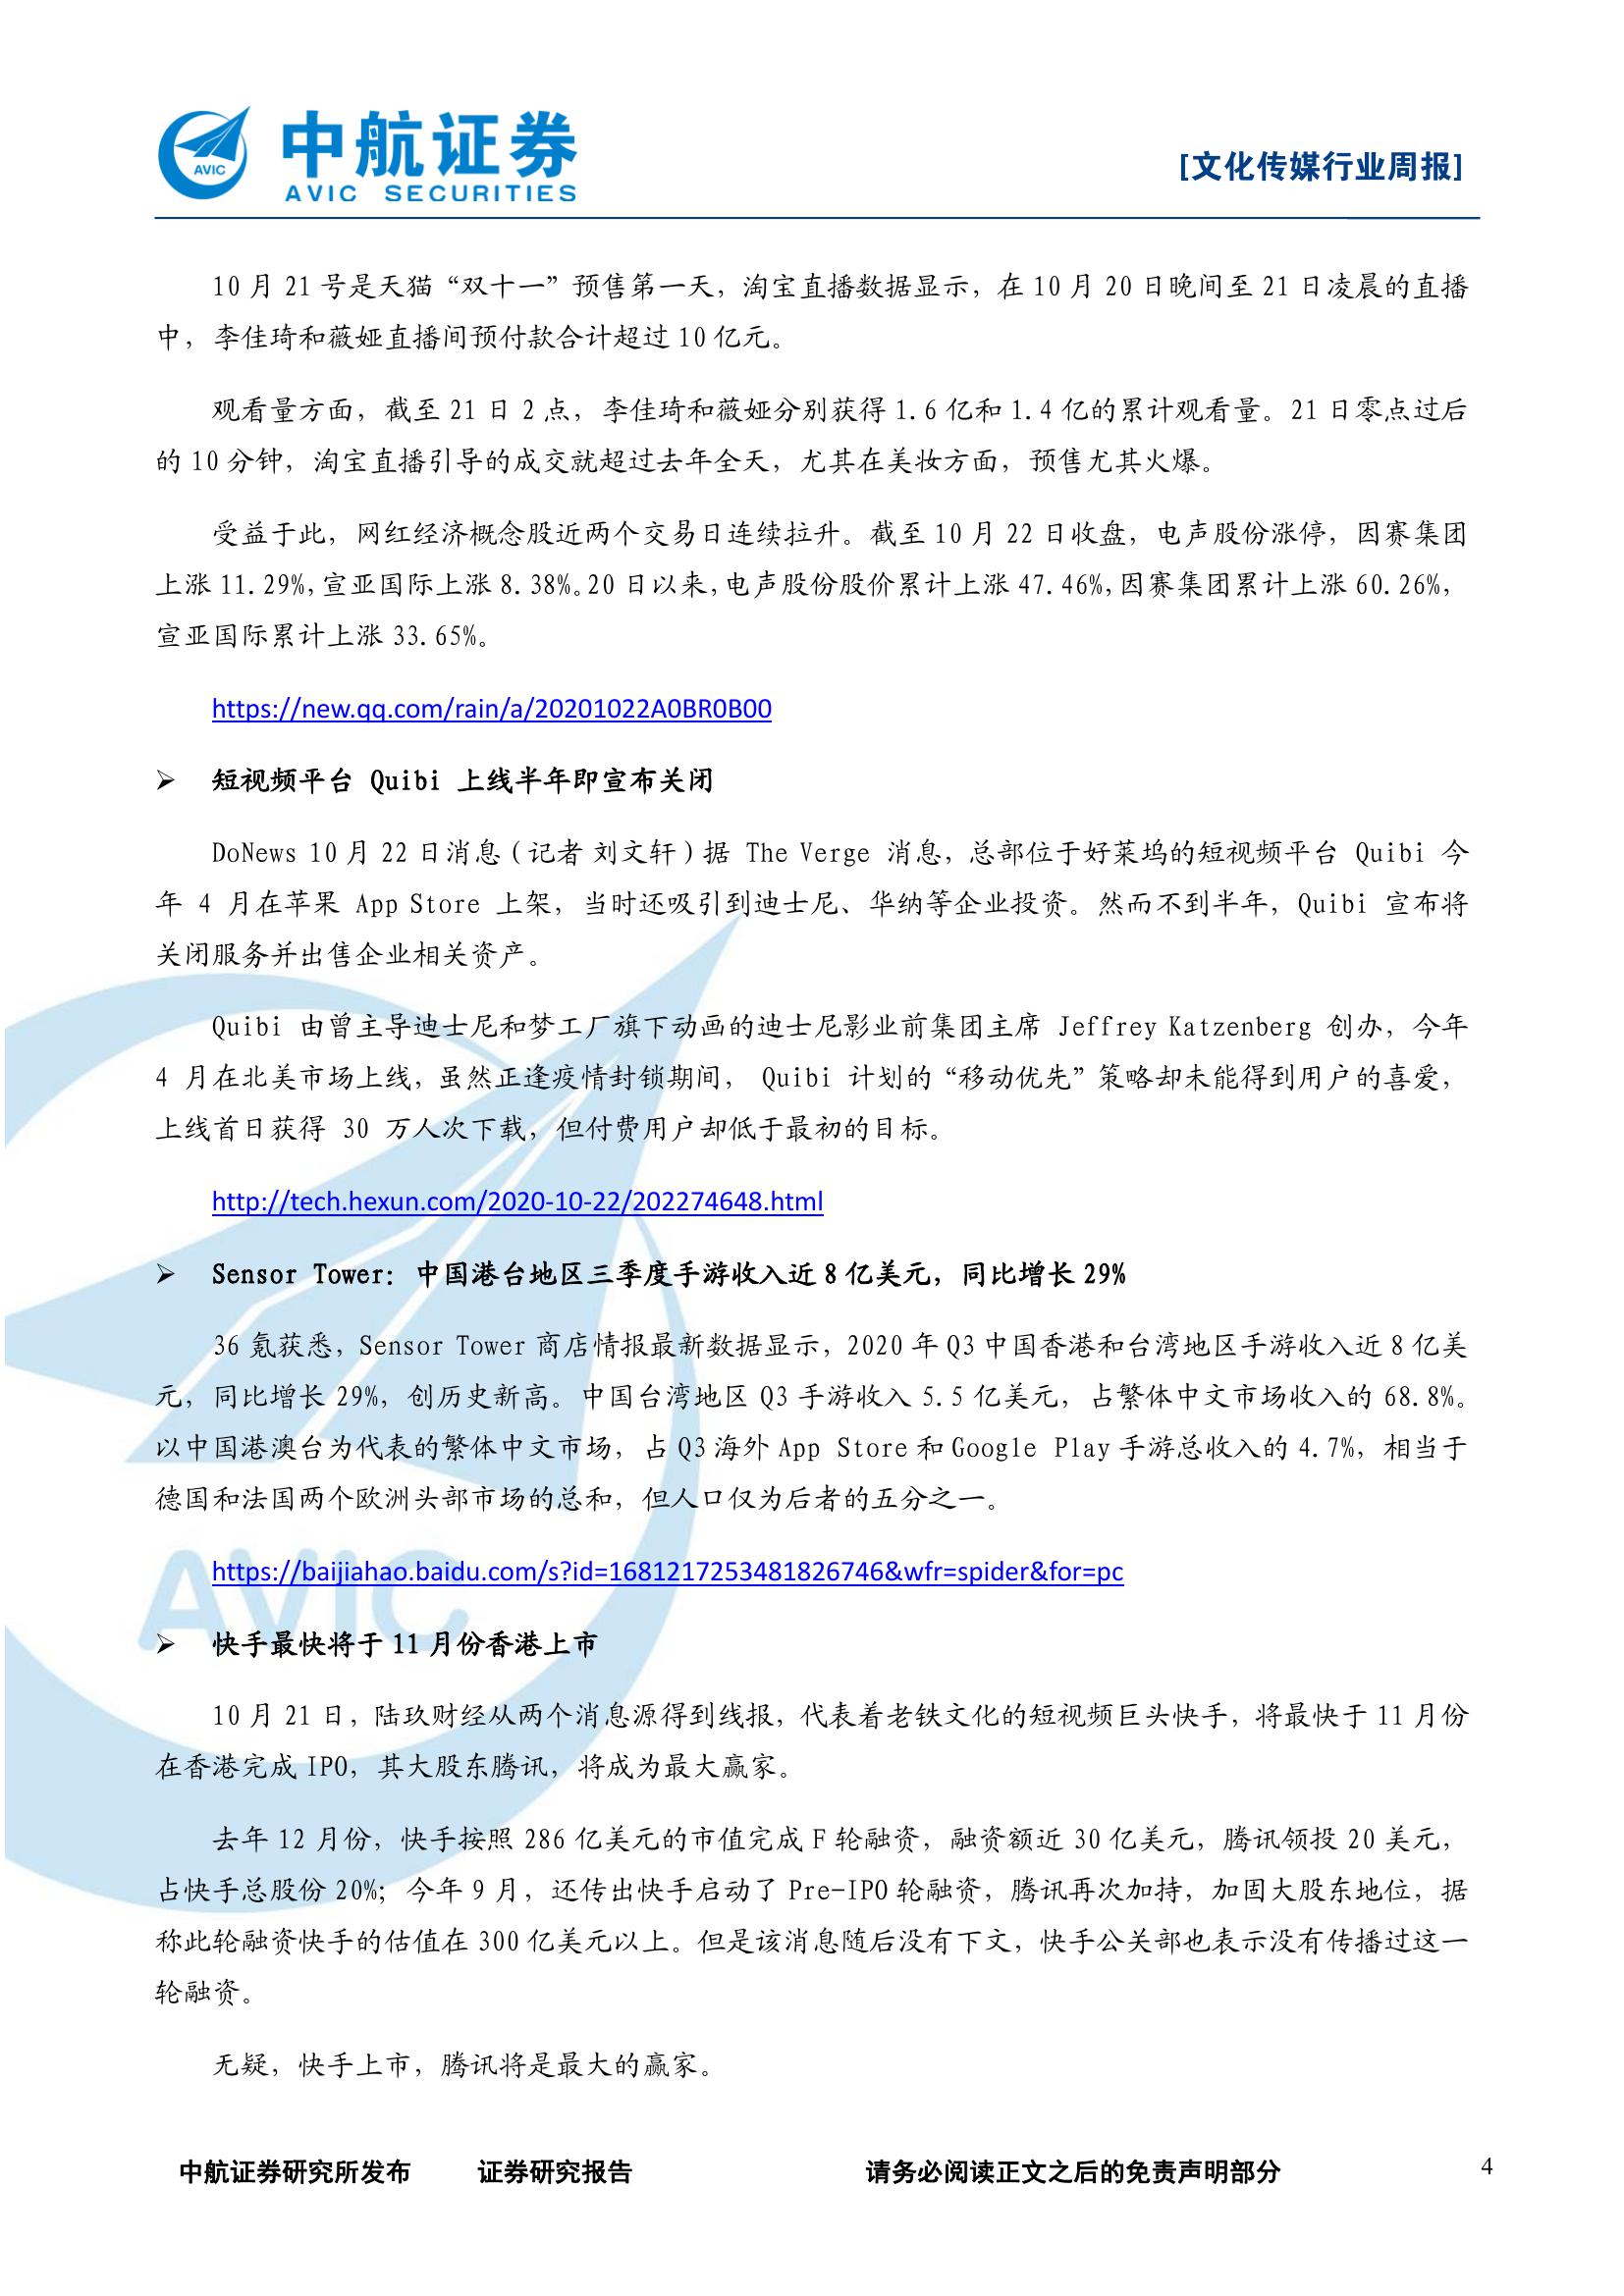 AVIC
中航证券
AVIC SECURITIES
[文化传媒行业周报]
10 月 21 号是天猫“双十一”预售第一天，淘宝直播数据显示，在 10 月 20 日晚间至 21 日凌晨的直播
中，李佳琦和薇娅直播间预付款合计超过 10 亿元。
观看量方面，截至 21 日 2 点，李佳琦和薇娅分别获得 1.6 亿和 1.4 亿的累计观看量。21 日零点过后
的 10 分钟，淘宝直播引导的成交就超过去年全天，尤其在美妆方面，预售尤其火爆。
受益于此，网红经济概念股近两个交易日连续拉升。截至 10 月 22 日收盘，电声股份涨停，因赛集团
上涨 11.29%，宣亚国际上涨 8.38%。20 日以来，电声股份股价累计上涨 47.46%，因赛集团累计上涨 60.26%，
宣亚国际累计上涨 33.65%。
https://new.qq.com/rain/a/20201022A0BR0B00
➢ 短视频平台 Quibi 上线半年即宣布关闭
DoNews 10 月 22 日消息（记者 刘文轩）据 The Verge 消息，总部位于好莱坞的短视频平台 Quibi 今
年 4 月在苹果 App Store 上架，当时还吸引到迪士尼、华纳等企业投资。然而不到半年，Quibi 宣布将
关闭服务并出售企业相关资产。
Quibi 由曾主导迪士尼和梦工厂旗下动画的迪士尼影业前集团主席 Jeffrey Katzenberg 创办，今年
4 月在北美市场上线，虽然正逢疫情封锁期间， Quibi 计划的“移动优先”策略却未能得到用户的喜爱，
上线首日获得 30 万人次下载，但付费用户却低于最初的目标。
http://tech.hexun.com/2020-10-22/202274648.html
➢ Sensor Tower：中国港台地区三季度手游收入近 8 亿美元，同比增长 29%
36 氪获悉，Sensor Tower 商店情报最新数据显示，2020 年 Q3 中国香港和台湾地区手游收入近 8 亿美
元，同比增长 29%，创历史新高。中国台湾地区 Q3 手游收入 5.5 亿美元，占繁体中文市场收入的 68.8%。
以中国港澳台为代表的繁体中文市场，占 Q3 海外 App Store 和 Google Play 手游总收入的 4.7%，相当于
德国和法国两个欧洲头部市场的总和，但人口仅为后者的五分之一。
https://baijiahao.baidu.com/s?id=1681217253481826746&wfr=spider&for=pc
AVIC
➢ 快手最快将于 11 月份香港上市
10 月 21 日，陆玖财经从两个消息源得到线报，代表着老铁文化的短视频巨头快手，将最快于 11 月份
在香港完成 IPO，其大股东腾讯，将成为最大赢家。
去年 12 月份，快手按照 286 亿美元的市值完成 F 轮融资，融资额近 30 亿美元，腾讯领投 20 美元，
占快手总股份 20%；今年 9 月，还传出快手启动了 Pre-IPO 轮融资，腾讯再次加持，加固大股东地位，据
称此轮融资快手的估值在 300 亿美元以上。但是该消息随后没有下文，快手公关部也表示没有传播过这一
轮融资。
无疑，快手上市，腾讯将是最大的赢家。
中航证券研究所发布 证券研究报告 请务必阅读正文之后的免责声明部分 4